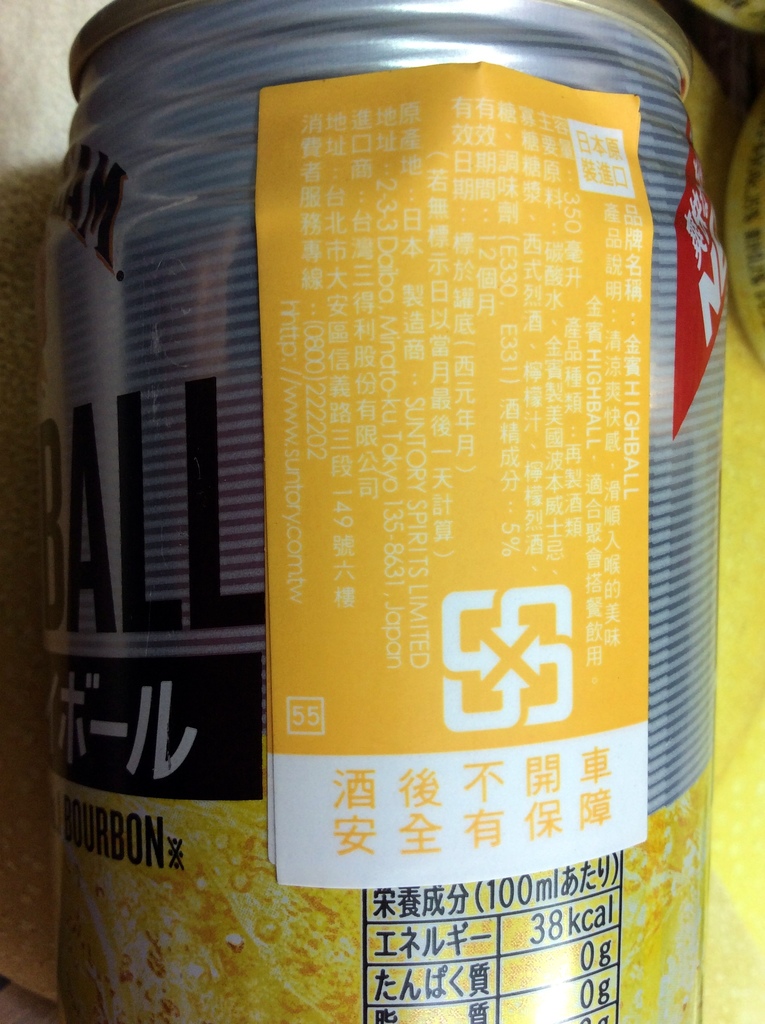 AM
BALL
ボール
BOURBON※
日本原
裝進口
品牌名稱：金賓HIGHBALL
產品說明：清涼爽快感，滑順入喉的美味
金賓HIGHBALL，適合聚會搭餐飲用。
容量：350毫升 產品種類：再製酒類
主要原料：碳酸水、金賓製美國波本威士忌、
寡糖糖漿、西式烈酒、檸檬汁、檸檬烈酒、
糖、調味劑(E330、E331) 酒精成分：5%
有效期間：12個月
有效日期：標於罐底(西元年月)
(若無標示日以當月最後一天計算)
原產地：日本 製造商：SUNTORY SPIRITS LIMITED
地址：2-3-3 Daiba, Minatoku, Tokyo 135-8631, Japan
進口商：台灣三得利股份有限公司
地址：台北市大安區信義路三段149號六樓
消費者服務專線：(0800)222202
hhttp://www.suntory.com.tw
55
酒後不開車
安全有保障
栄養成分(100mlあたり)
エネルギー 38kcal
たんぱく質 0g
脂質 0g